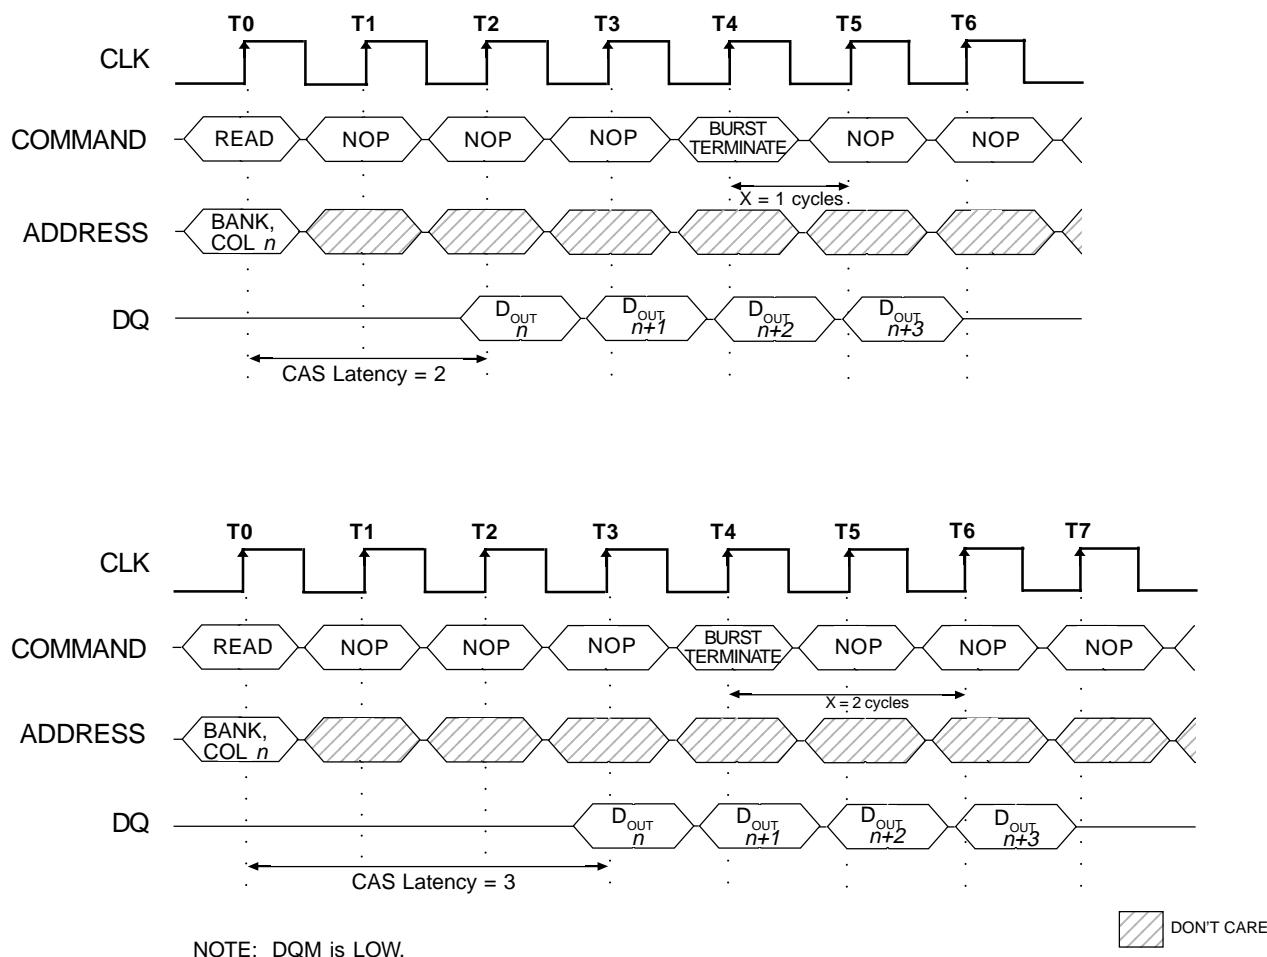 T0 T1 T2 T3 T4 T5 T6
CLK
COMMAND READ NOP NOP NOP BURST TERMINATE NOP NOP
X = 1 cycles
ADDRESS BANK, COL n
DQ DOUT n DOUT n+1 DOUT n+2 DOUT n+3
CAS Latency = 2
T0 T1 T2 T3 T4 T5 T6 T7
CLK
COMMAND READ NOP NOP NOP BURST TERMINATE NOP NOP NOP
X = 2 cycles
ADDRESS BANK, COL n
DQ DOUT n DOUT n+1 DOUT n+2 DOUT n+3
CAS Latency = 3
DON'T CARE
NOTE: DQM is LOW.